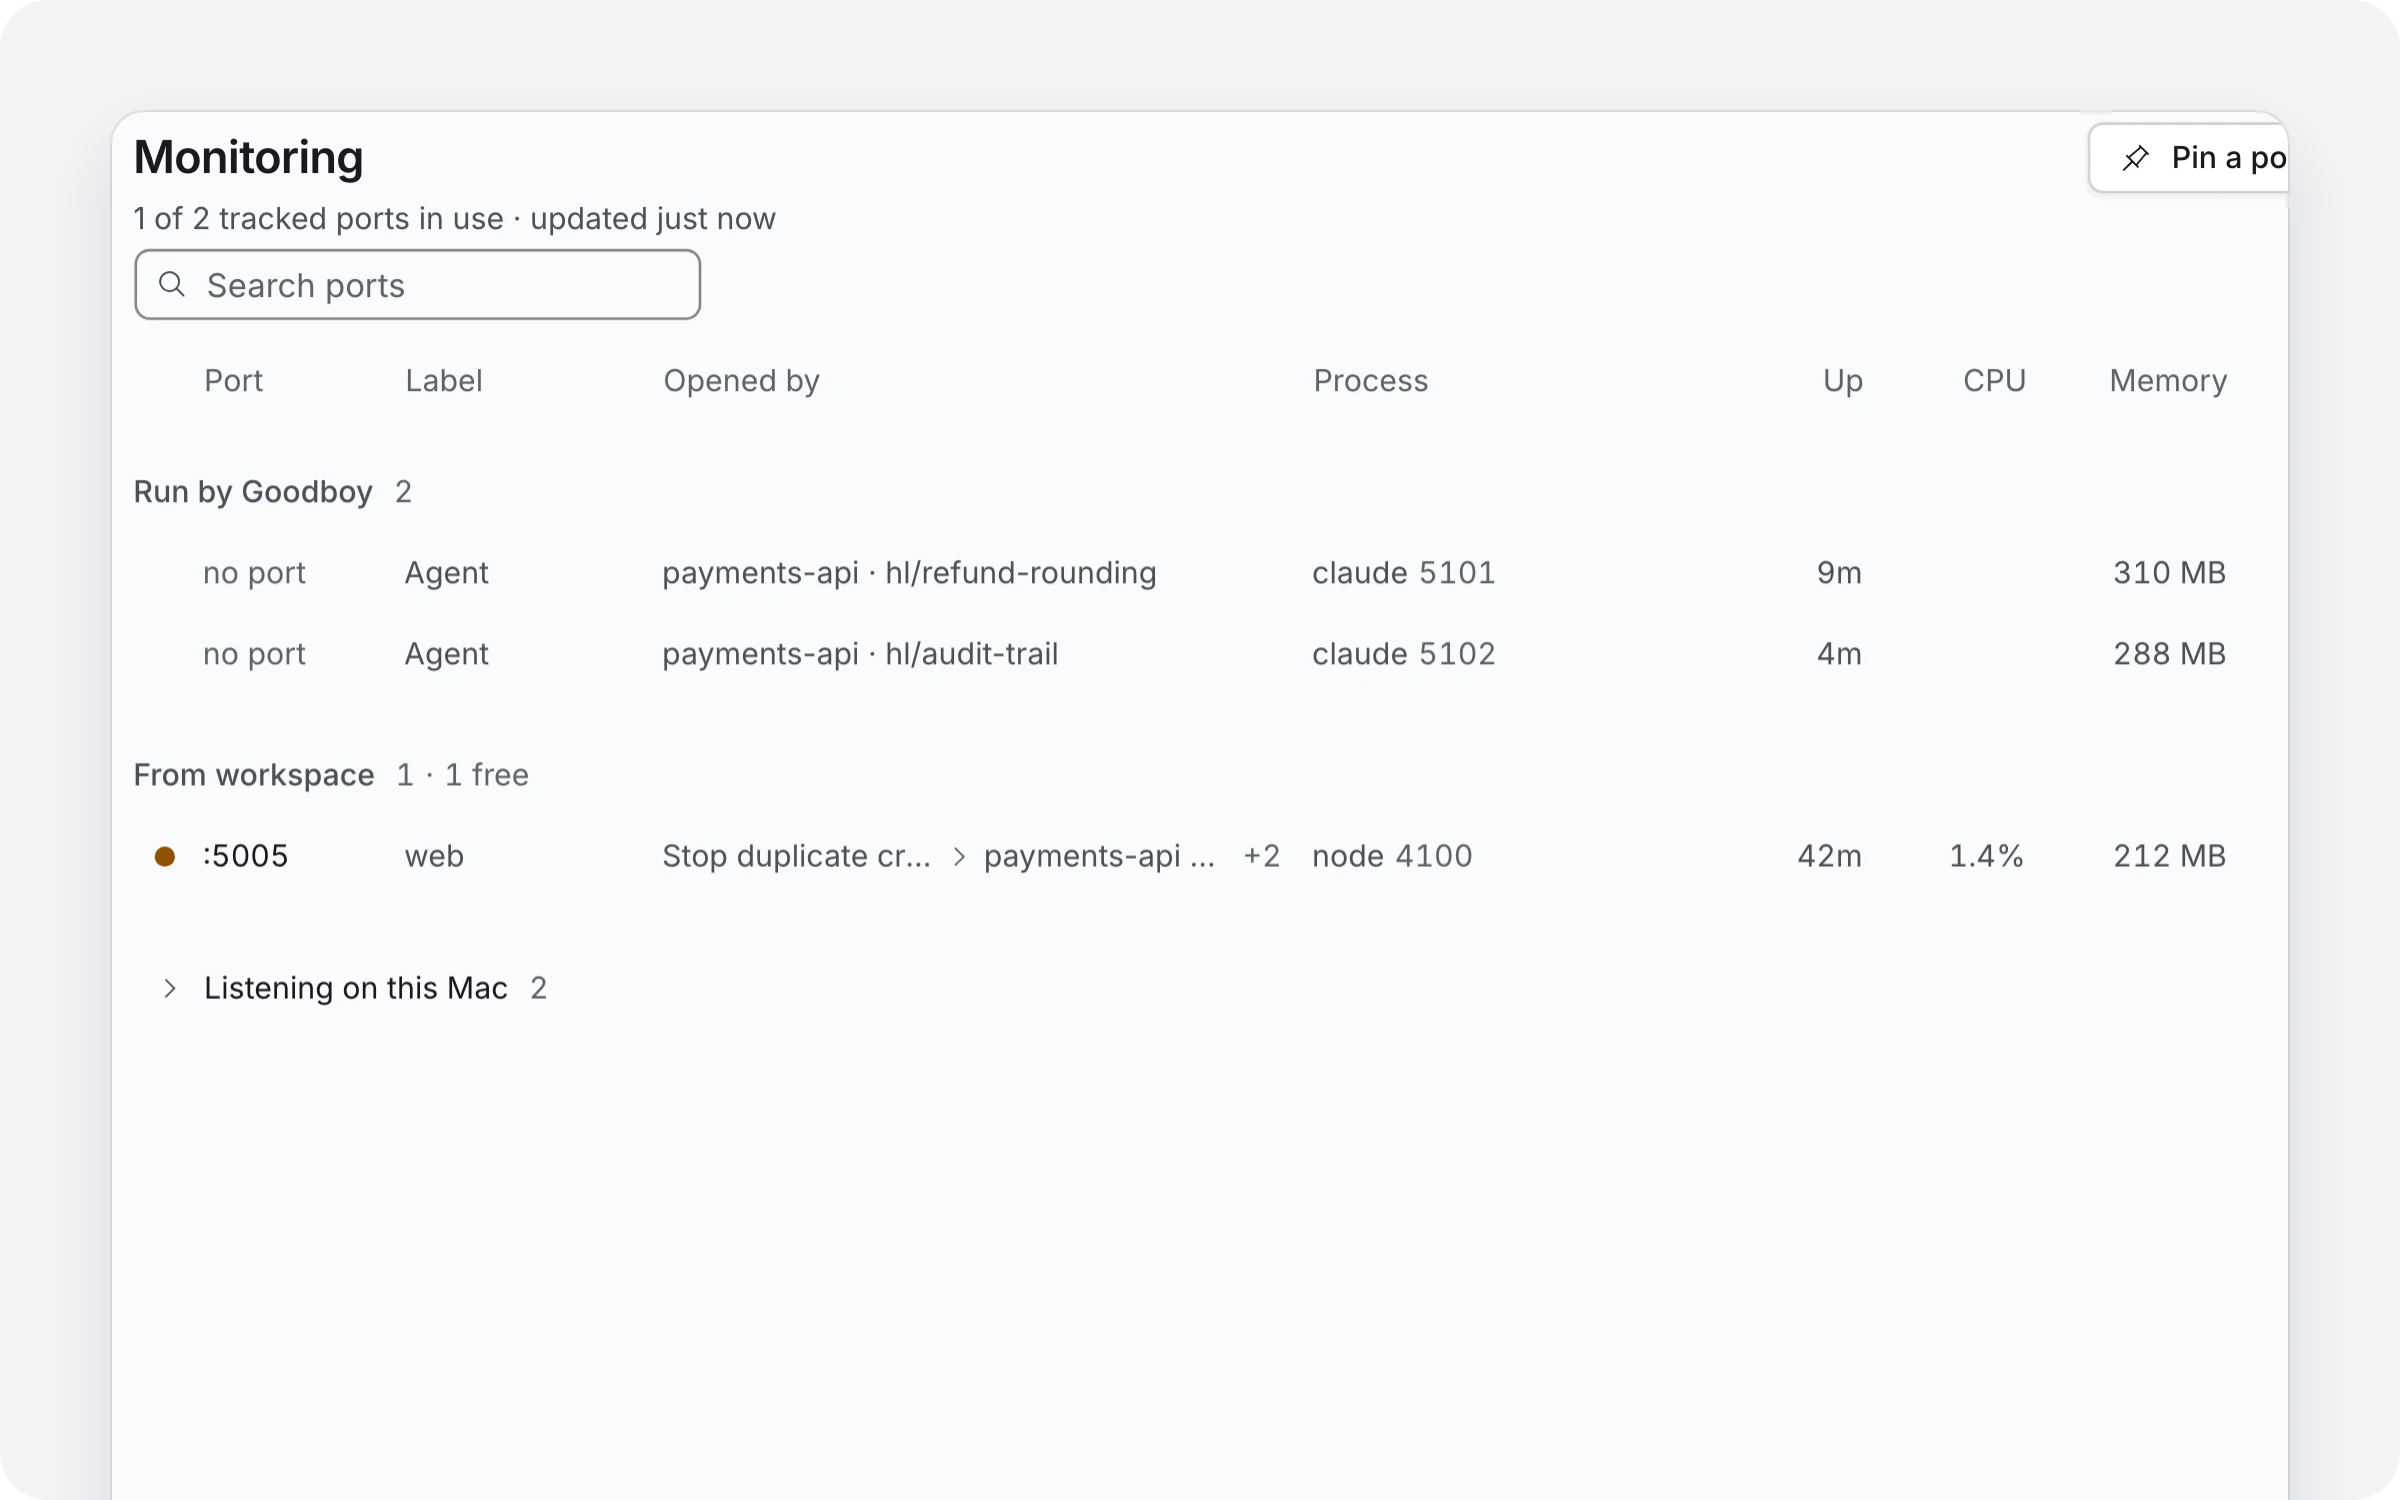 Monitoring
Pin a po
1 of 2 tracked ports in use · updated just now
Search ports
Port Label Opened by Process Up CPU Memory
Run by Goodboy 2
no port Agent payments-api · hl/refund-rounding claude 5101 9m 310 MB
no port Agent payments-api · hl/audit-trail claude 5102 4m 288 MB
From workspace 1 · 1 free
:5005 web Stop duplicate cr... > payments-api ... +2 node 4100 42m 1.4% 212 MB
> Listening on this Mac 2